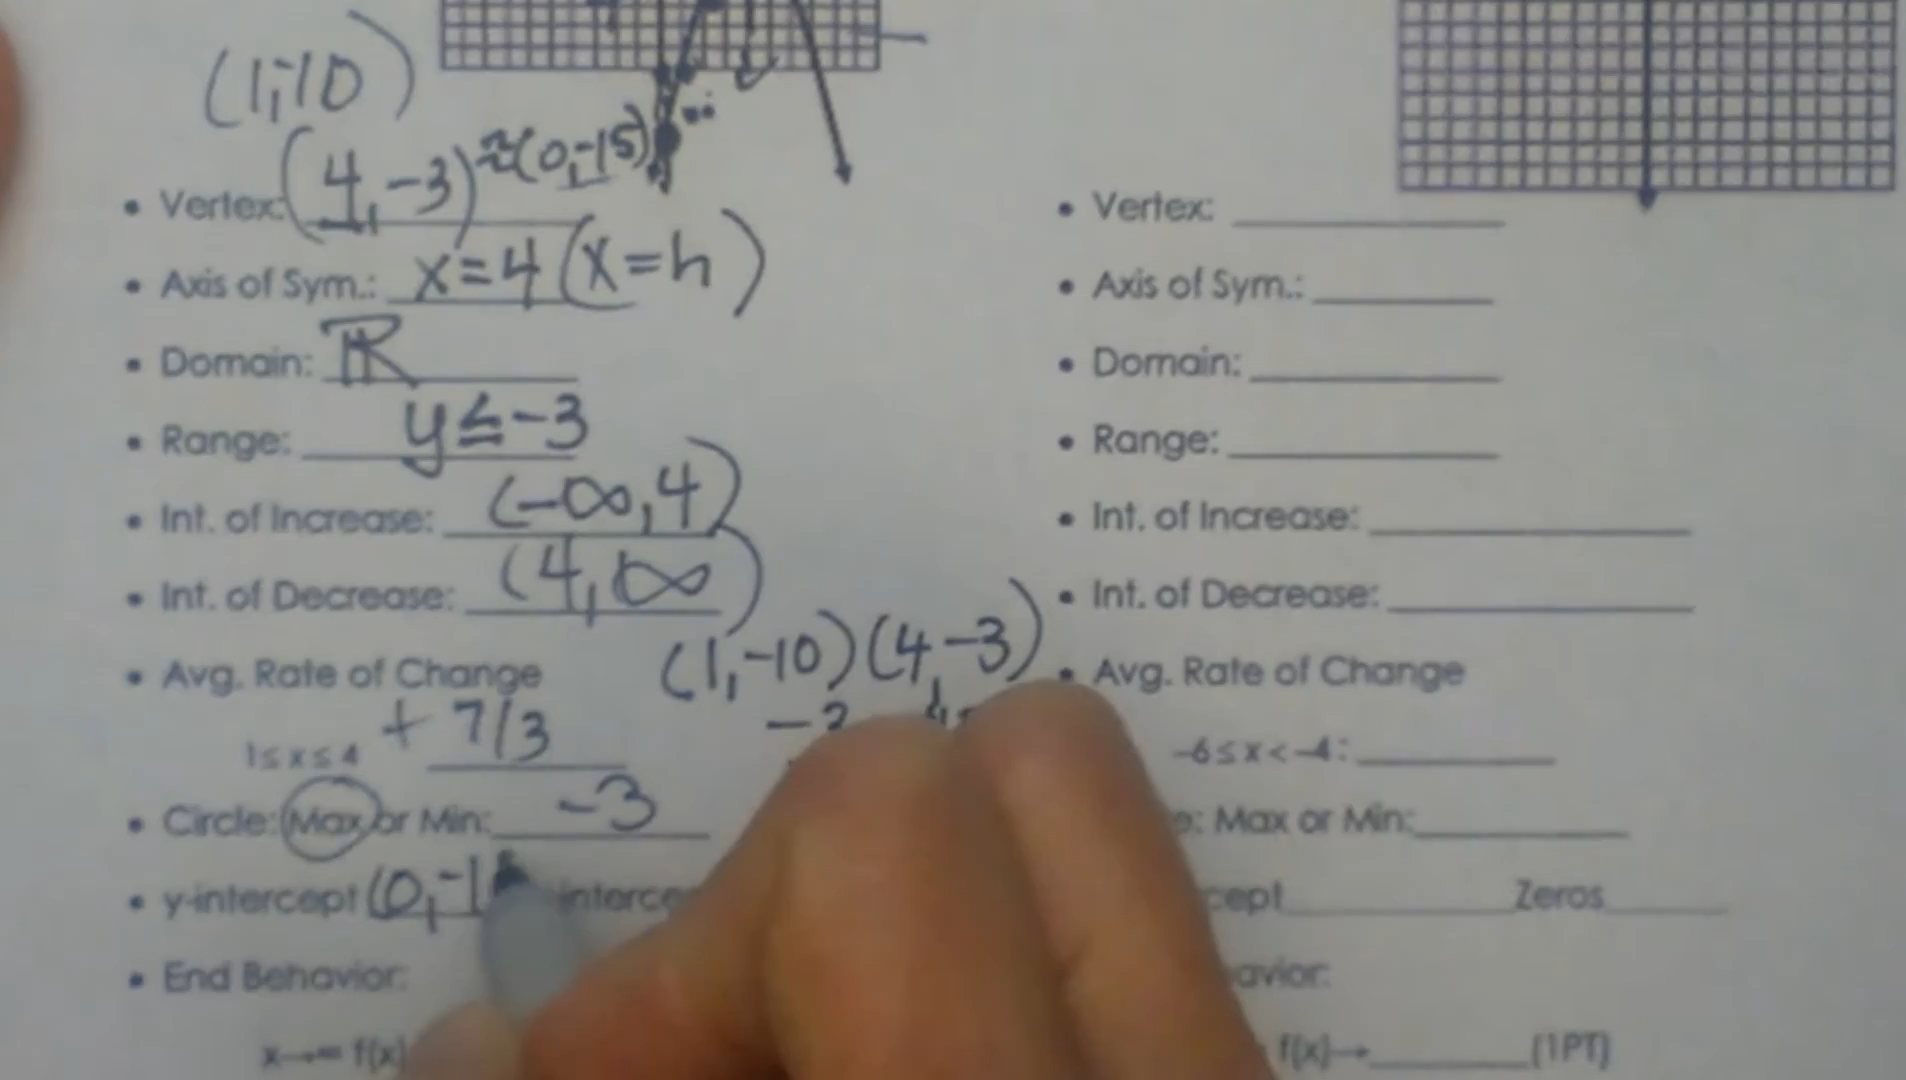 (1,-10)
• Vertex: (4,-3) ≈(0,-15)
• Axis of Sym.: x=4 (x=h)
• Domain: ℝ
• Range: y≤-3
• Int. of Increase: (-∞,4)
• Int. of Decrease: (4,∞)
(1,-10)(4,-3)
• Avg. Rate of Change
1≤x≤4 +7/3
• Circle: Max or Min: -3
• y-intercept (0,-1
• End Behavior:
f(x)
• Vertex:
• Axis of Sym.:
• Domain:
• Range:
• Int. of Increase:
• Int. of Decrease:
• Avg. Rate of Change
-6≤x<-4:
: Max or Min:
Zeros
f(x)→ (1PT)